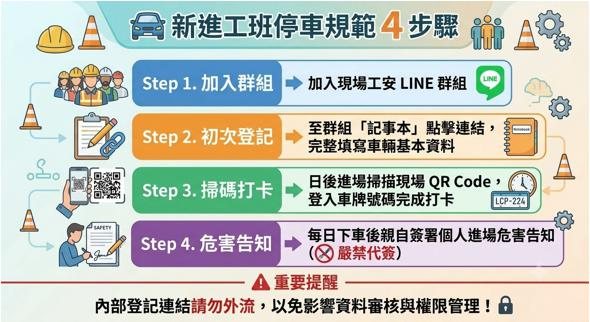 新進工班停車規範 4 步驟
Step 1. 加入群組
加入現場工安 LINE 群組
LINE
Step 2. 初次登記
至群組「記事本」點擊連結，
完整填寫車輛基本資料
Notebook
Step 3. 掃碼打卡
日後進場掃描現場 QR Code，
登入車牌號碼完成打卡
LCP-224
SAFETY
Step 4. 危害告知
每日下車後親自簽署個人進場危害告知
（嚴禁代簽）
重要提醒
內部登記連結請勿外流，以免影響資料審核與權限管理！